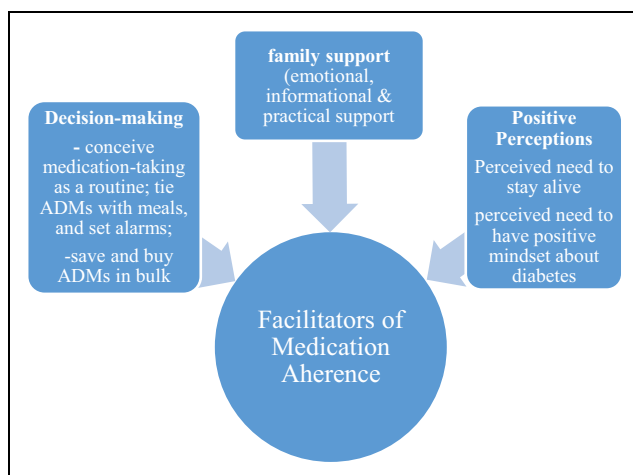 family support
(emotional,
informational &
practical support
Decision-making
- conceive
medication-taking
as a routine; tie
ADMs with meals,
and set alarms;
-save and buy
ADMs in bulk
Positive
Perceptions
Perceived need to
stay alive
perceived need to
have positive
mindset about
diabetes
Facilitators of
Medication
Aherence